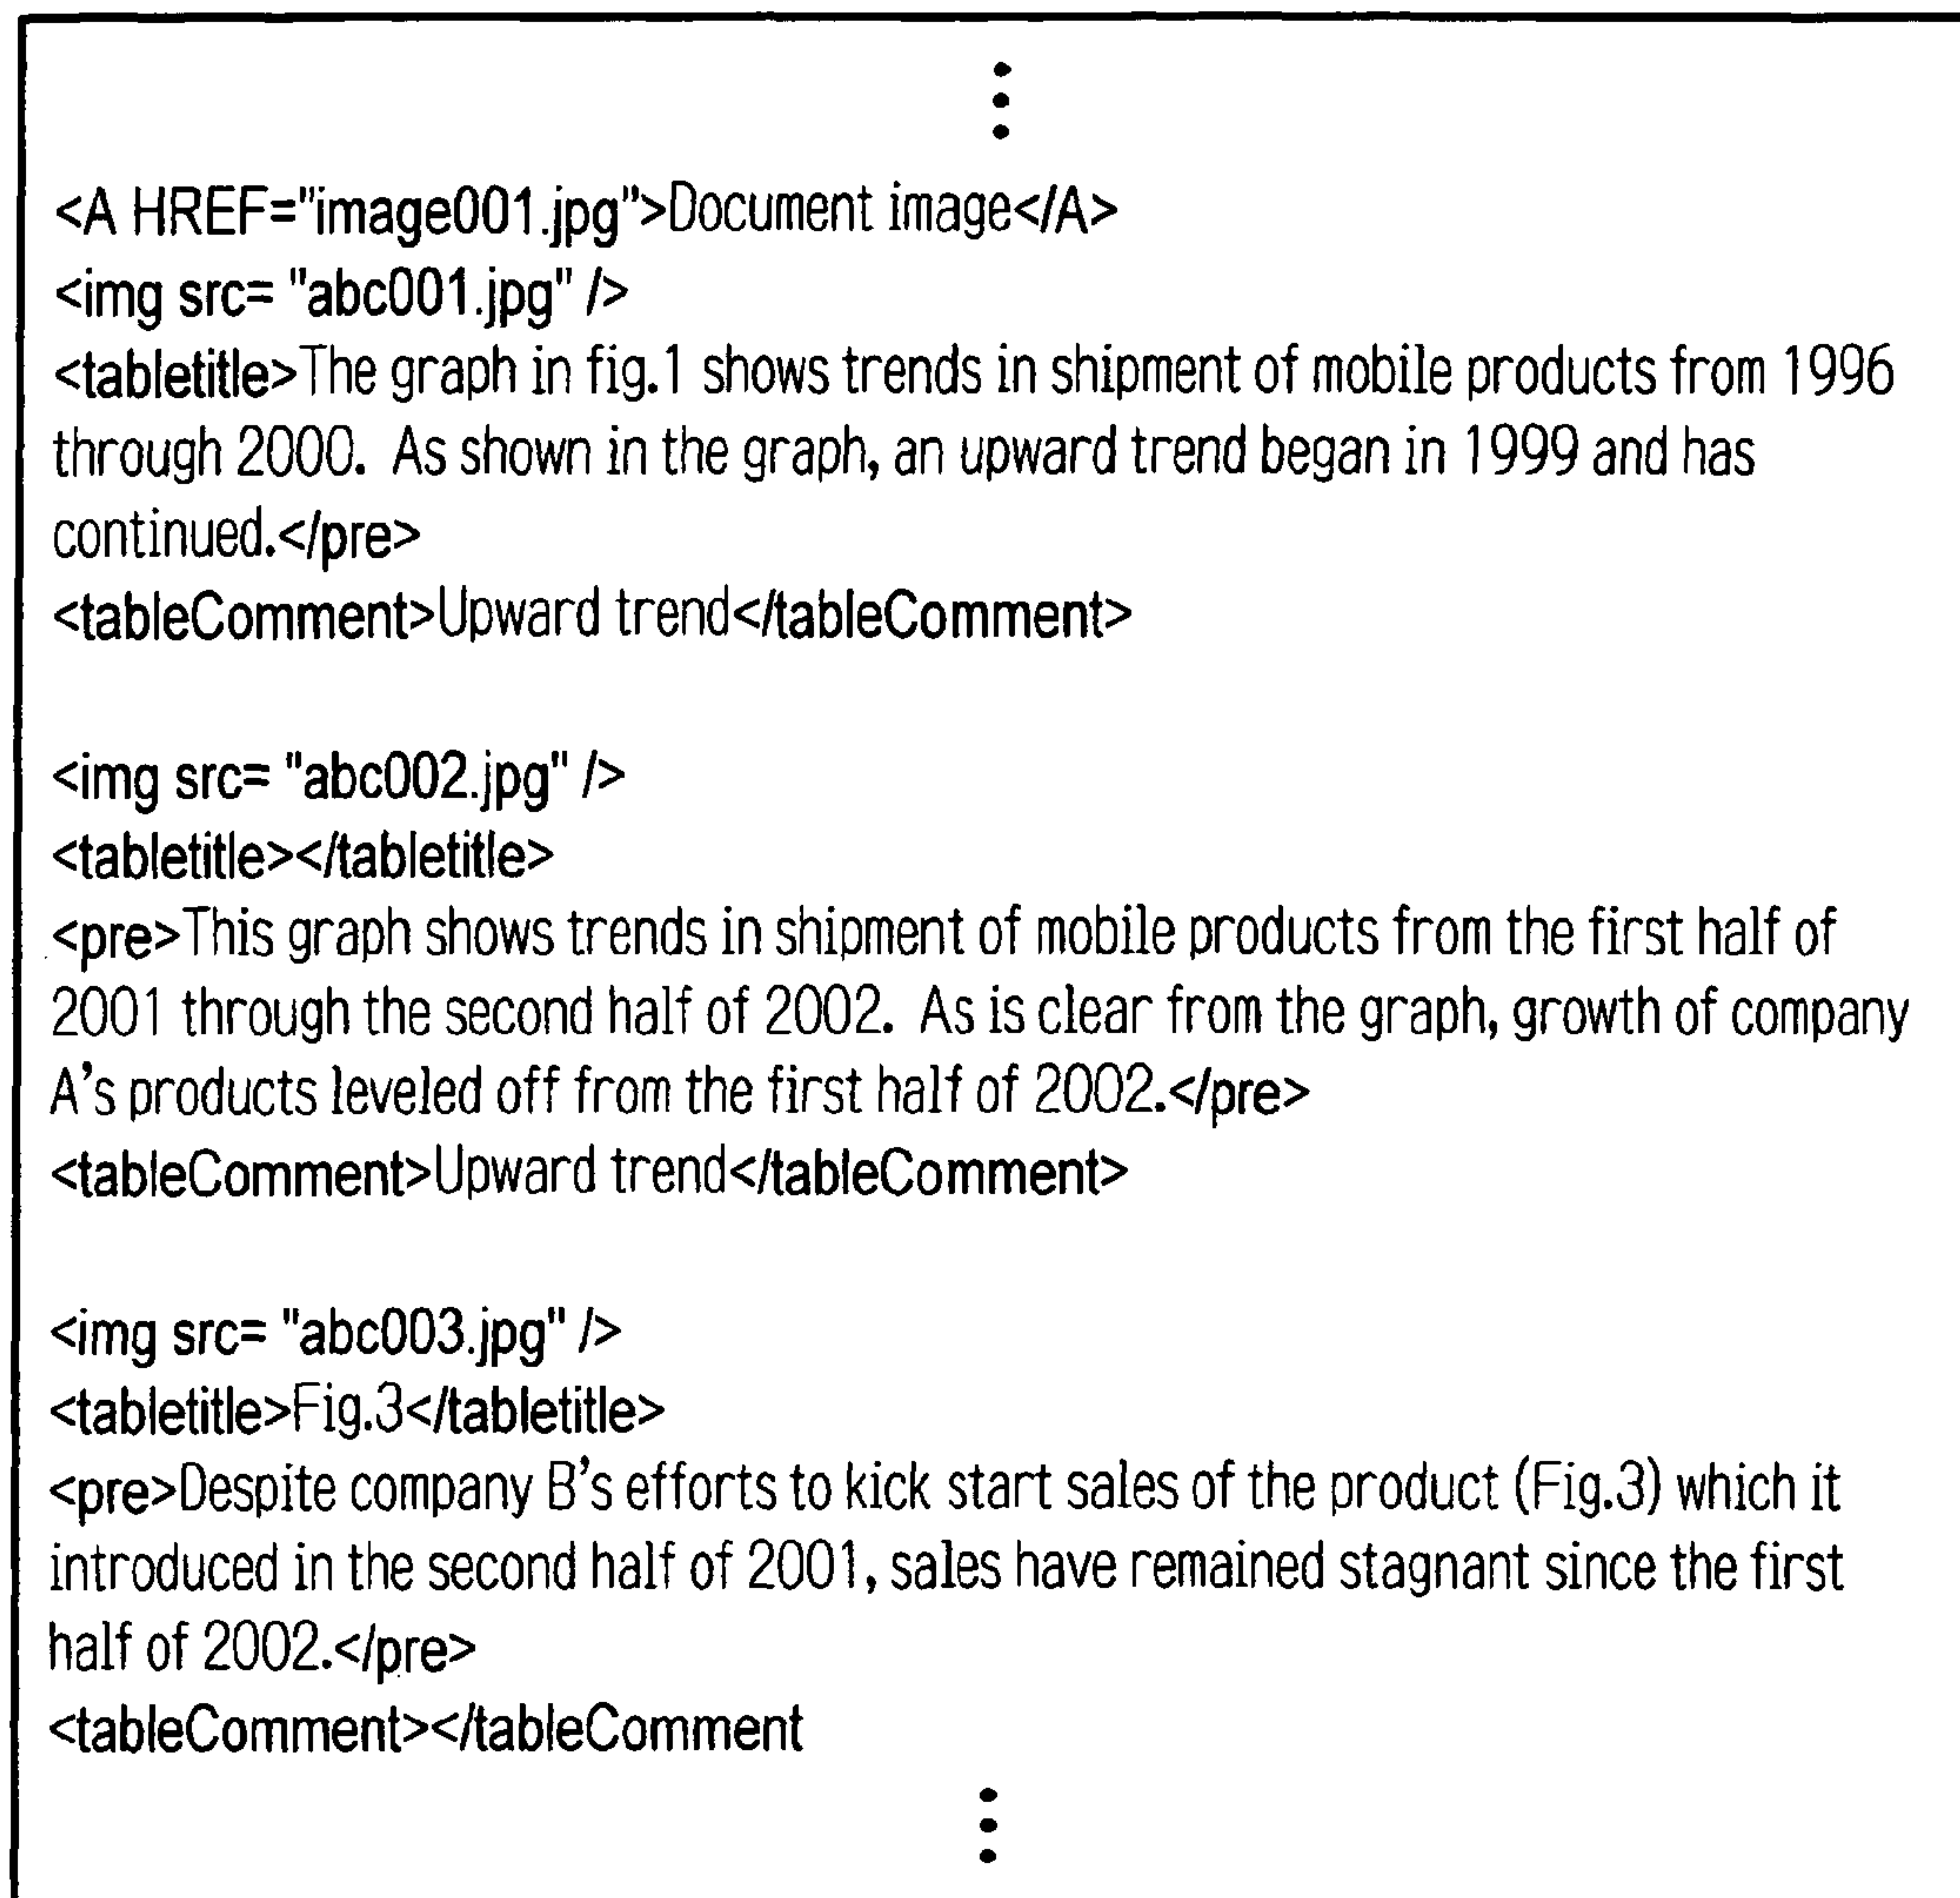 <A HREF="image001.jpg">Document image</A>
<img src= "abc001.jpg" />
<tabletitle>The graph in fig.1 shows trends in shipment of mobile products from 1996
through 2000. As shown in the graph, an upward trend began in 1999 and has
continued.</pre>
<tableComment>Upward trend</tableComment>
<img src= "abc002.jpg" />
<tabletitle></tabletitle>
<pre>This graph shows trends in shipment of mobile products from the first half of
2001 through the second half of 2002. As is clear from the graph, growth of company
A's products leveled off from the first half of 2002.</pre>
<tableComment>Upward trend</tableComment>
<img src= "abc003.jpg" />
<tabletitle>Fig.3</tabletitle>
<pre>Despite company B's efforts to kick start sales of the product (Fig.3) which it
introduced in the second half of 2001, sales have remained stagnant since the first
half of 2002.</pre>
<tableComment></tableComment